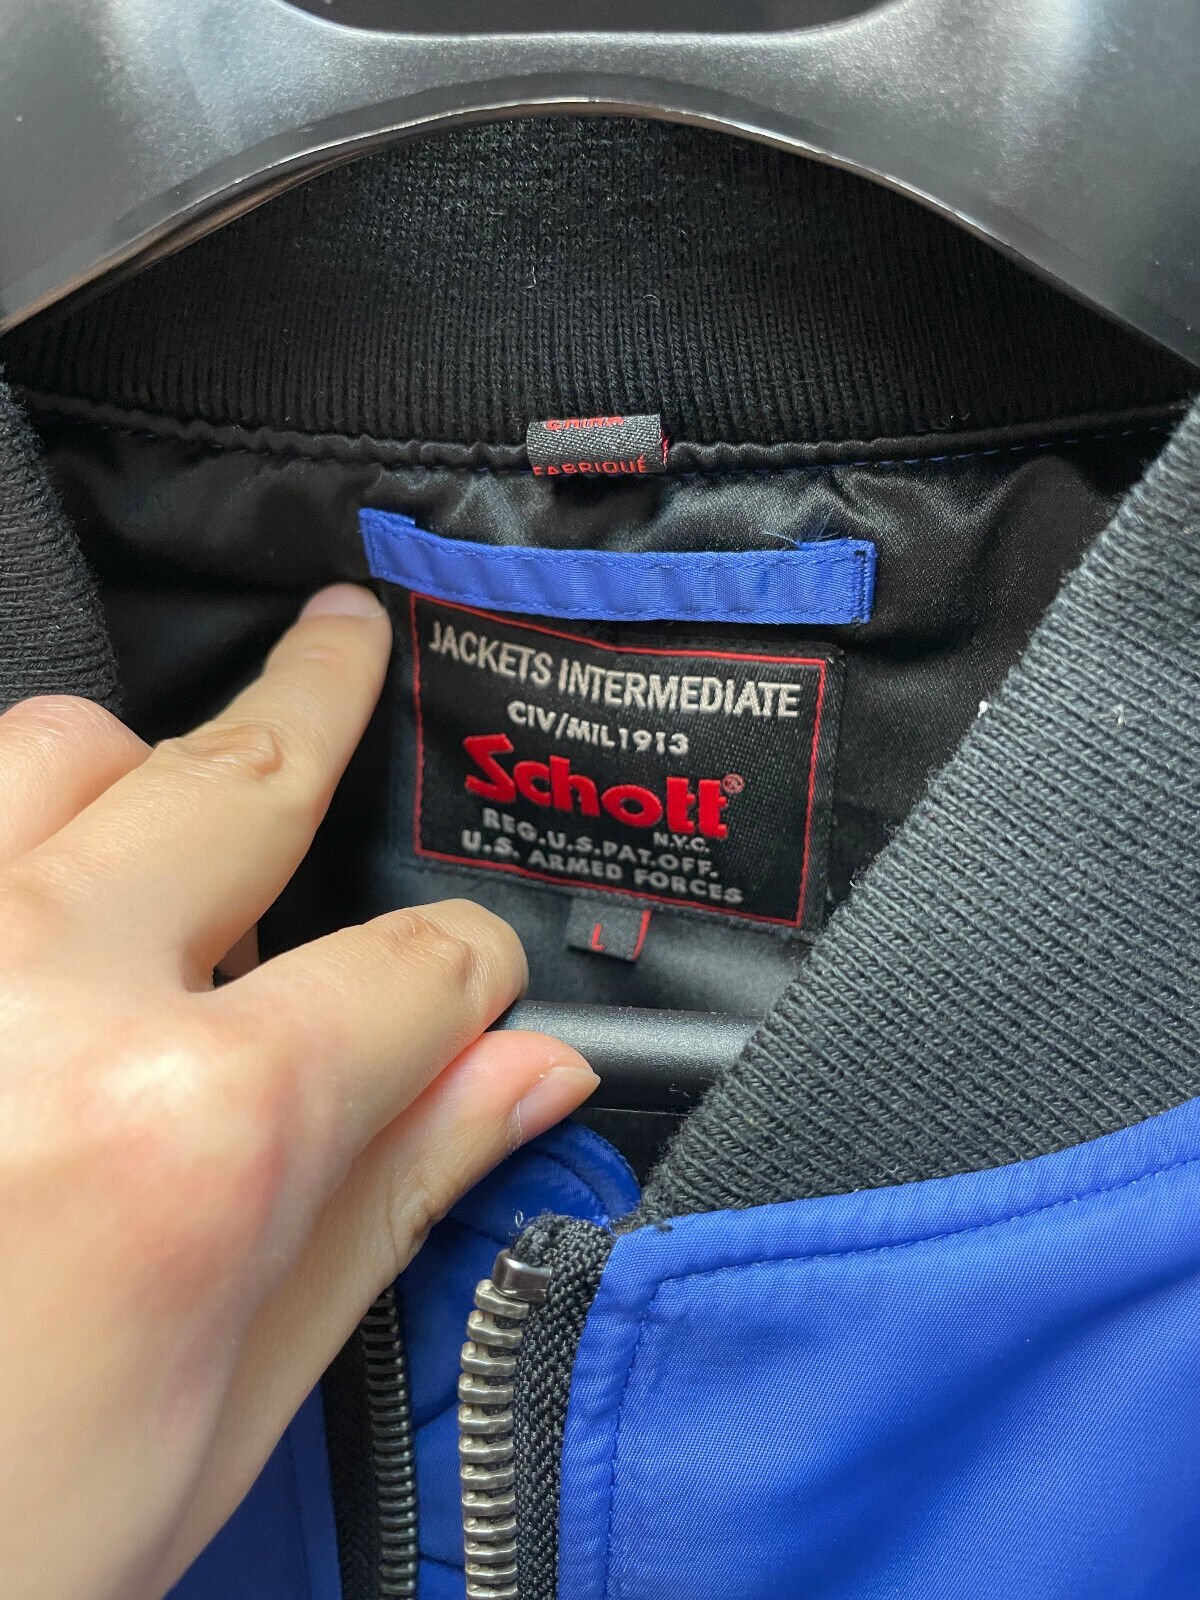 FABRIQUÉ
JACKETS INTERMEDIATE
CIV/MIL1913
Schott®
N.Y.C.
REG.U.S.PAT.OFF.
U.S. ARMED FORCES
L